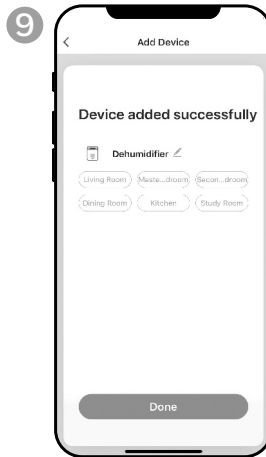 9
Add Device
Device added successfully
Dehumidifier
Living Room Maste...droom Secon...droom
Dining Room Kitchen Study Room
Done